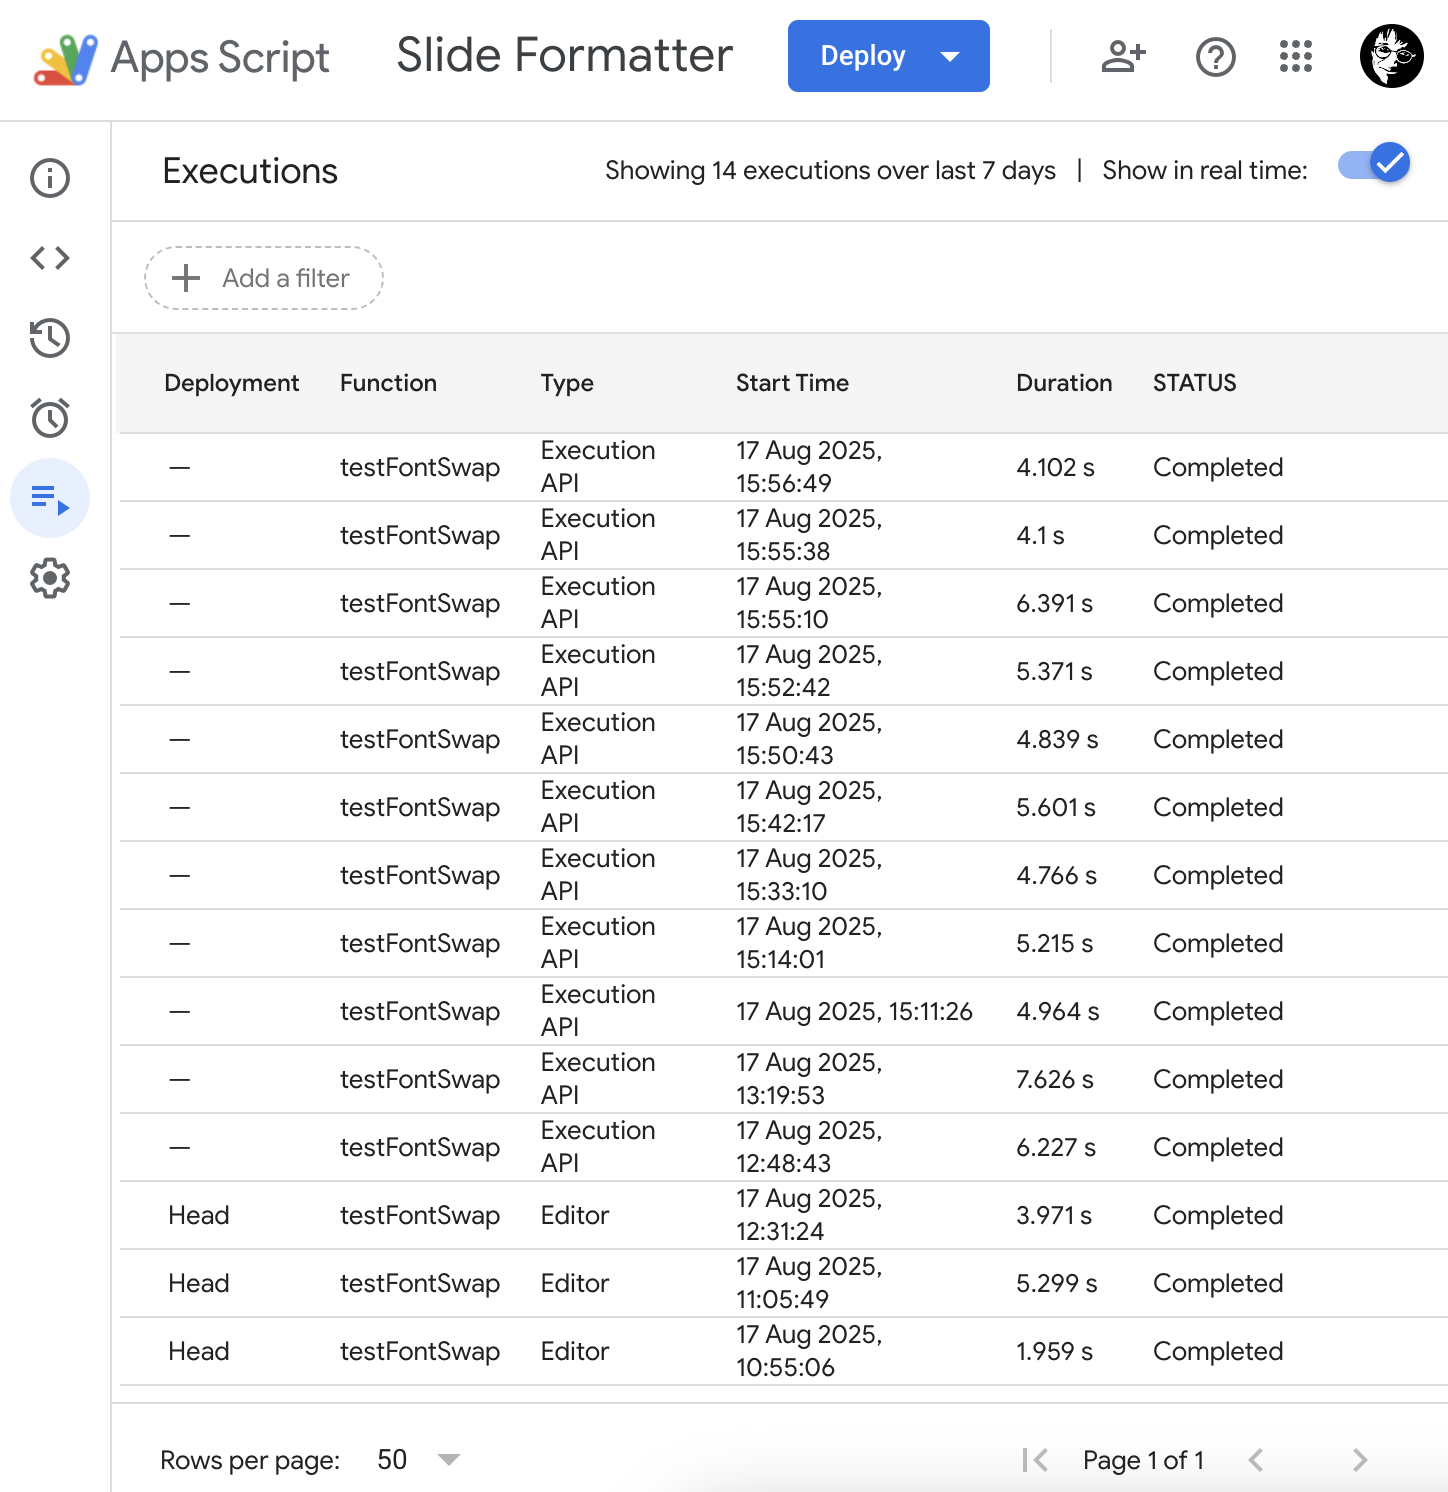 Apps Script
Slide Formatter
Deploy
Executions
Showing 14 executions over last 7 days | Show in real time:
Add a filter
Deployment Function Type Start Time Duration STATUS
— testFontSwap Execution API 17 Aug 2025, 15:56:49 4.102 s Completed
— testFontSwap Execution API 17 Aug 2025, 15:55:38 4.1 s Completed
— testFontSwap Execution API 17 Aug 2025, 15:55:10 6.391 s Completed
— testFontSwap Execution API 17 Aug 2025, 15:52:42 5.371 s Completed
— testFontSwap Execution API 17 Aug 2025, 15:50:43 4.839 s Completed
— testFontSwap Execution API 17 Aug 2025, 15:42:17 5.601 s Completed
— testFontSwap Execution API 17 Aug 2025, 15:33:10 4.766 s Completed
— testFontSwap Execution API 17 Aug 2025, 15:14:01 5.215 s Completed
— testFontSwap Execution API 17 Aug 2025, 15:11:26 4.964 s Completed
— testFontSwap Execution API 17 Aug 2025, 13:19:53 7.626 s Completed
— testFontSwap Execution API 17 Aug 2025, 12:48:43 6.227 s Completed
Head testFontSwap Editor 17 Aug 2025, 12:31:24 3.971 s Completed
Head testFontSwap Editor 17 Aug 2025, 11:05:49 5.299 s Completed
Head testFontSwap Editor 17 Aug 2025, 10:55:06 1.959 s Completed
Rows per page: 50 Page 1 of 1